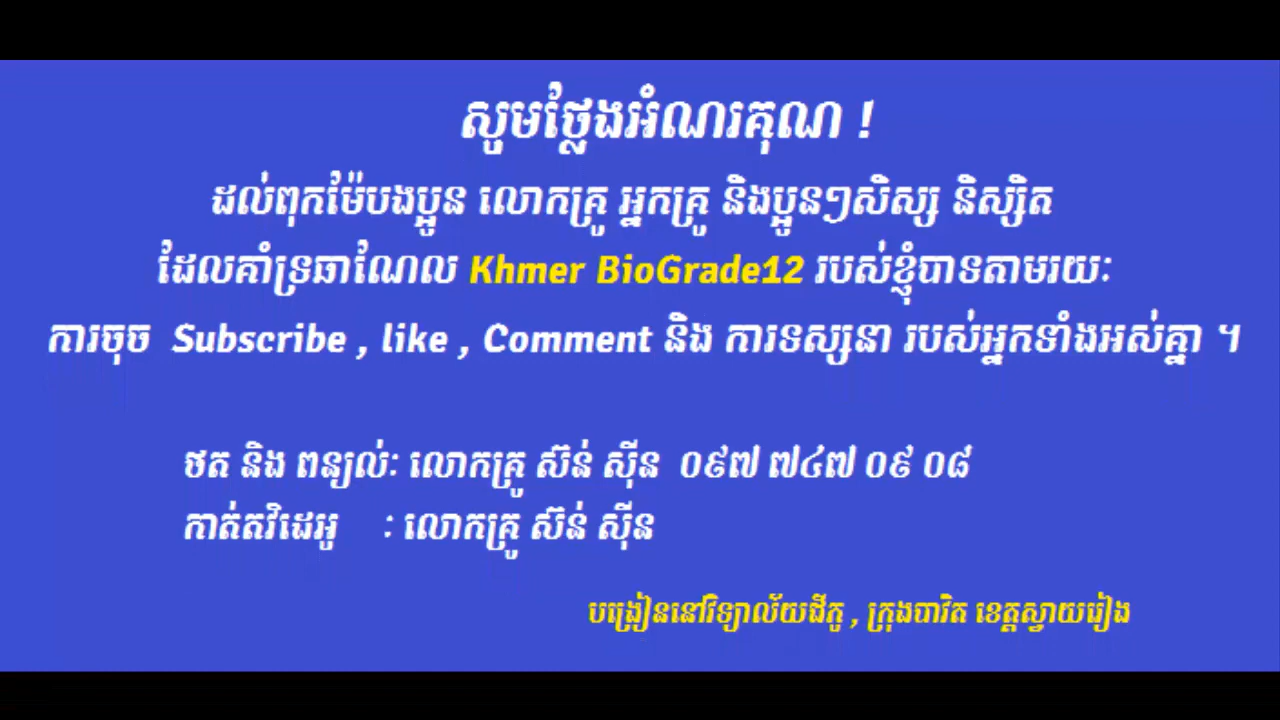 សូមថ្លែងអំណរគុណ !
ដល់ពុកម៉ែបងប្អូន លោកគ្រូ អ្នកគ្រូ និងប្អូនៗសិស្ស និស្សិត
ដែលគាំទ្រឆាណែល Khmer BioGrade12 របស់ខ្ញុំបាទតាមរយៈ
ការចុច Subscribe , like , Comment និង ការទស្សនា របស់អ្នកទាំងអស់គ្នា ។
ថត និង ពន្យល់: លោកគ្រូ ស៊ន់ ស៊ីន ០៩៧ ៧៤៧ ០៩ ០៨
កាត់តវិដេអូ : លោកគ្រូ ស៊ន់ ស៊ីន
បង្រៀននៅវិទ្យាល័យឌីភូ , ក្រុងបាវិត ខេត្តស្វាយរៀង